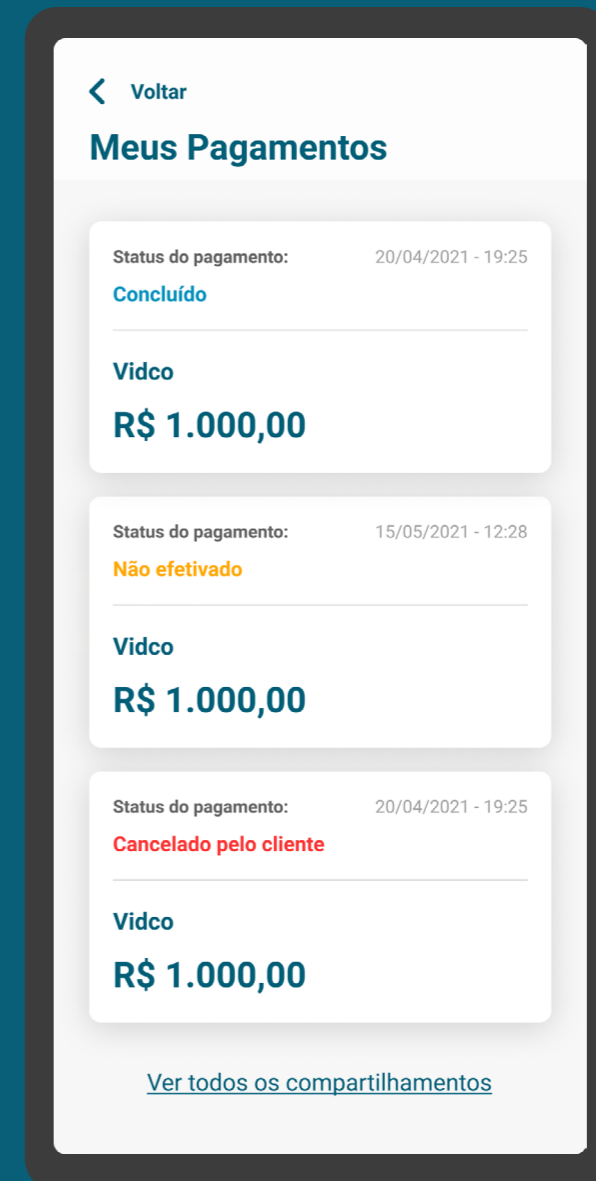 Voltar
Meus Pagamentos
Status do pagamento: 20/04/2021 - 19:25
Concluído
Vidco
R$ 1.000,00
Status do pagamento: 15/05/2021 - 12:28
Não efetivado
Vidco
R$ 1.000,00
Status do pagamento: 20/04/2021 - 19:25
Cancelado pelo cliente
Vidco
R$ 1.000,00
Ver todos os compartilhamentos